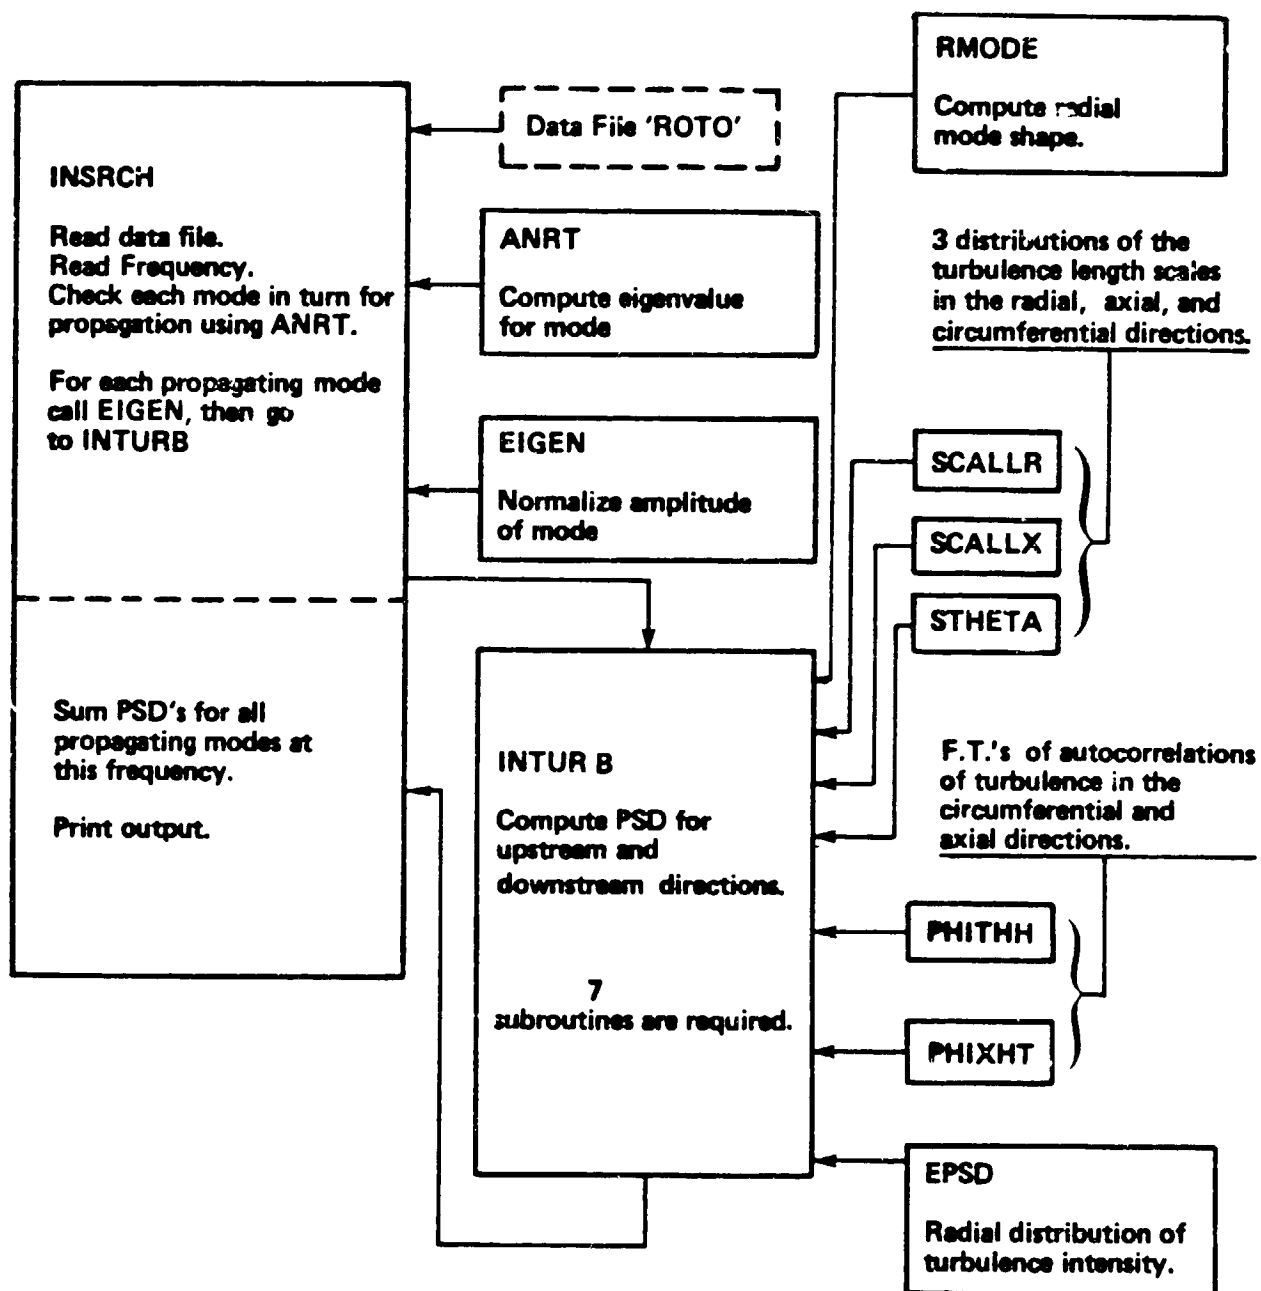 RMODE
Compute radial
mode shape.
Data File 'ROTO'
INSRCH
Read data file.
Read Frequency.
Check each mode in turn for
propagation using ANRT.
For each propagating mode
call EIGEN, then go
to INTURB
ANRT
Compute eigenvalue
for mode
3 distributions of the
turbulence length scales
in the radial, axial, and
circumferential directions.
EIGEN
Normalize amplitude
of mode
SCALLR
SCALLX
STHETA
Sum PSD's for all
propagating modes at
this frequency.
Print output.
INTUR B
Compute PSD for
upstream and
downstream directions.
7
subroutines are required.
F.T.'s of autocorrelations
of turbulence in the
circumferential and
axial directions.
PHITHH
PHIXHT
EPSD
Radial distribution of
turbulence intensity.